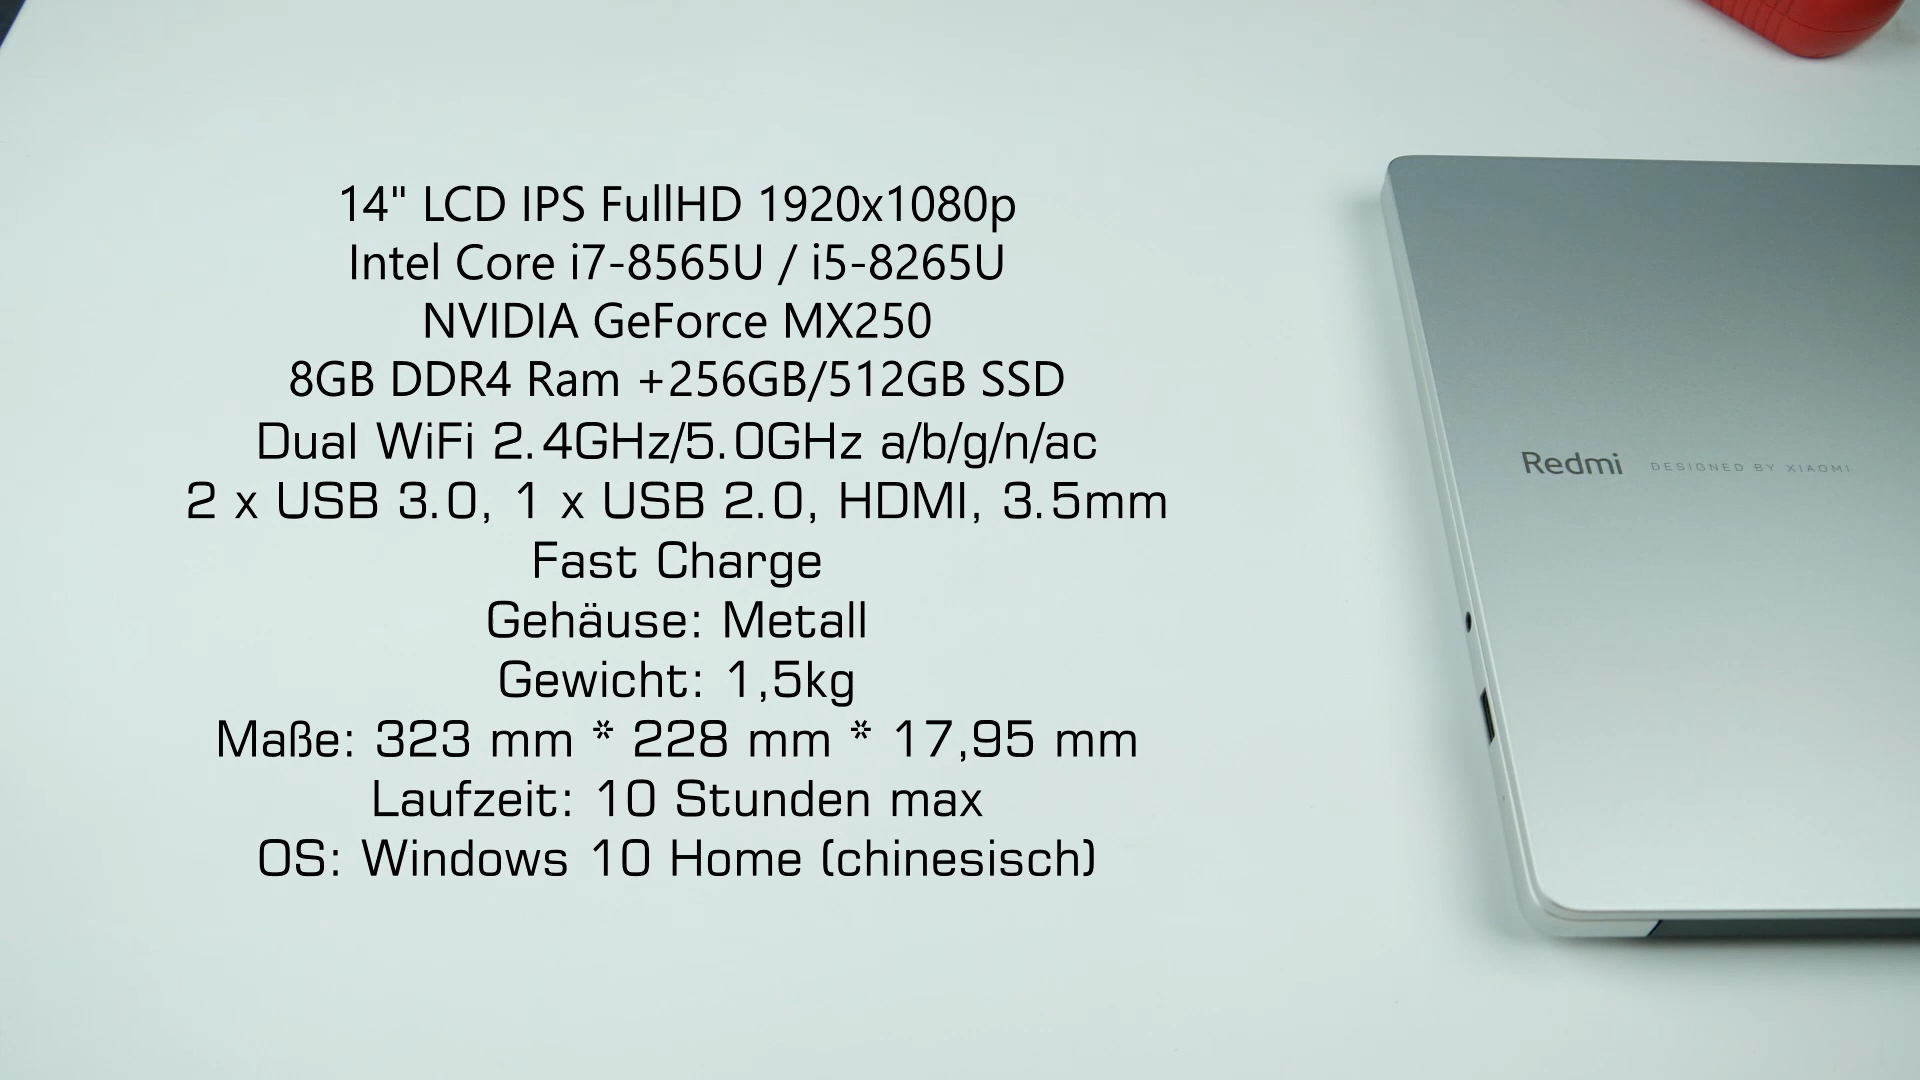 14" LCD IPS FullHD 1920x1080p
Intel Core i7-8565U / i5-8265U
NVIDIA GeForce MX250
8GB DDR4 Ram +256GB/512GB SSD
Dual WiFi 2.4GHz/5.0GHz a/b/g/n/ac
2 x USB 3.0, 1 x USB 2.0, HDMI, 3.5mm
Fast Charge
Gehäuse: Metall
Gewicht: 1,5kg
Maße: 323 mm * 228 mm * 17,95 mm
Laufzeit: 10 Stunden max
OS: Windows 10 Home (chinesisch)
Redmi DESIGNED BY XIAOMI